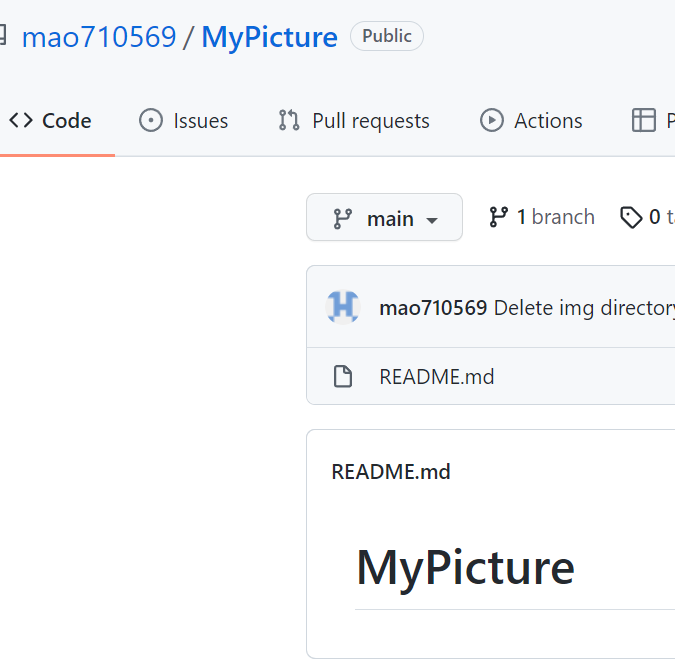 mao710569 / MyPicture Public
Code Issues Pull requests Actions
main 1 branch 0
mao710569 Delete img directory
README.md
README.md
MyPicture